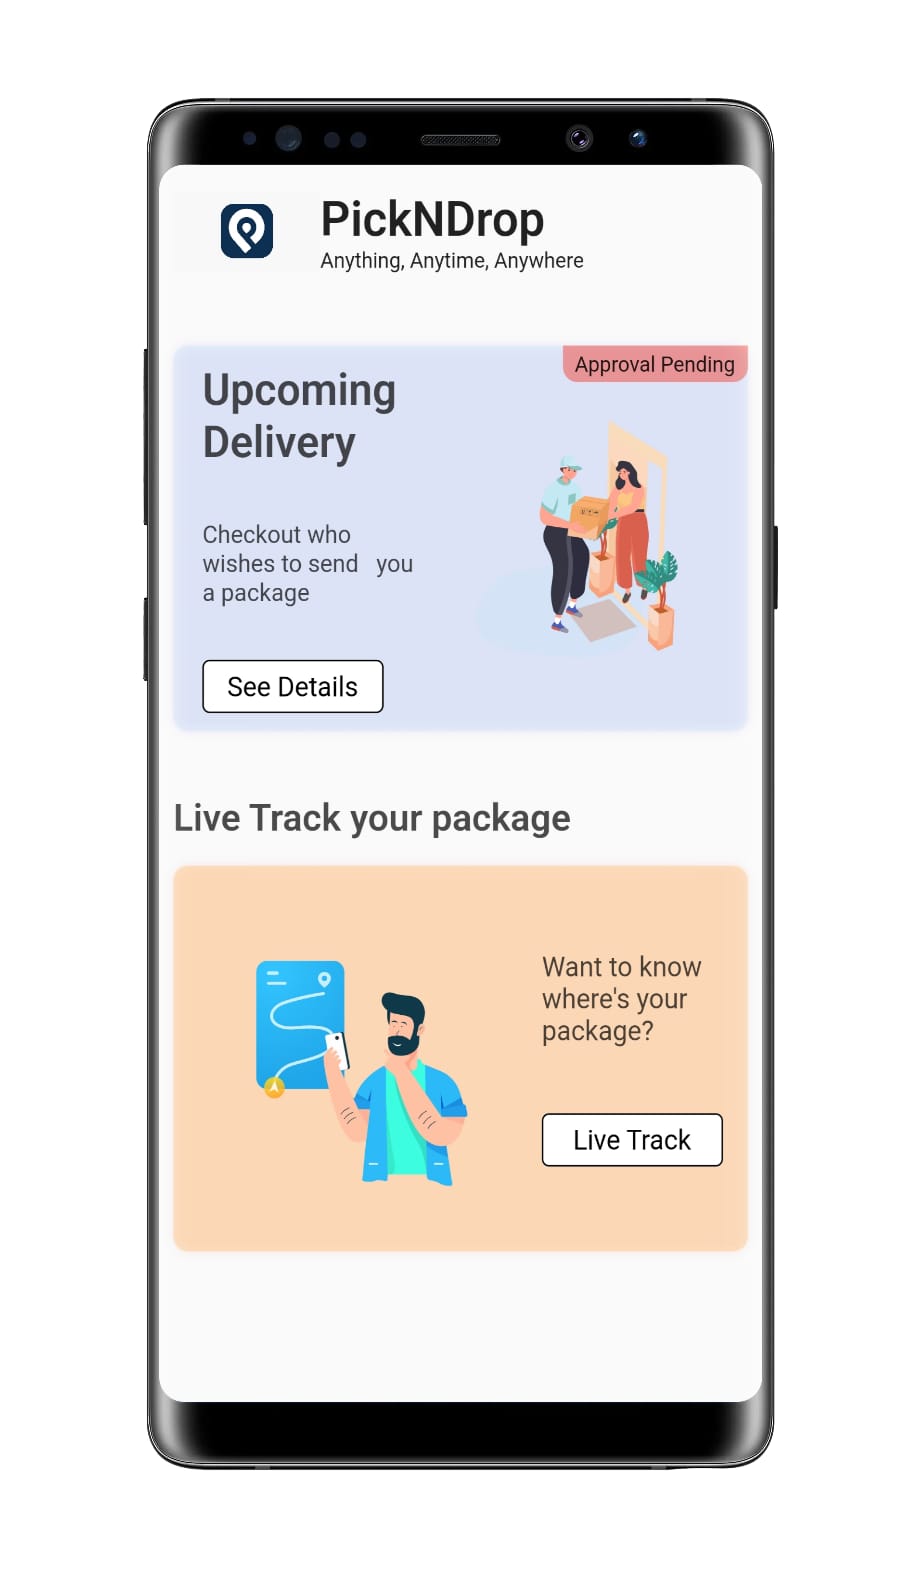 PickNDrop
Anything, Anytime, Anywhere
Approval Pending
Upcoming
Delivery
Checkout who
wishes to send   you
a package
See Details
Live Track your package
Want to know
where's your
package?
Live Track